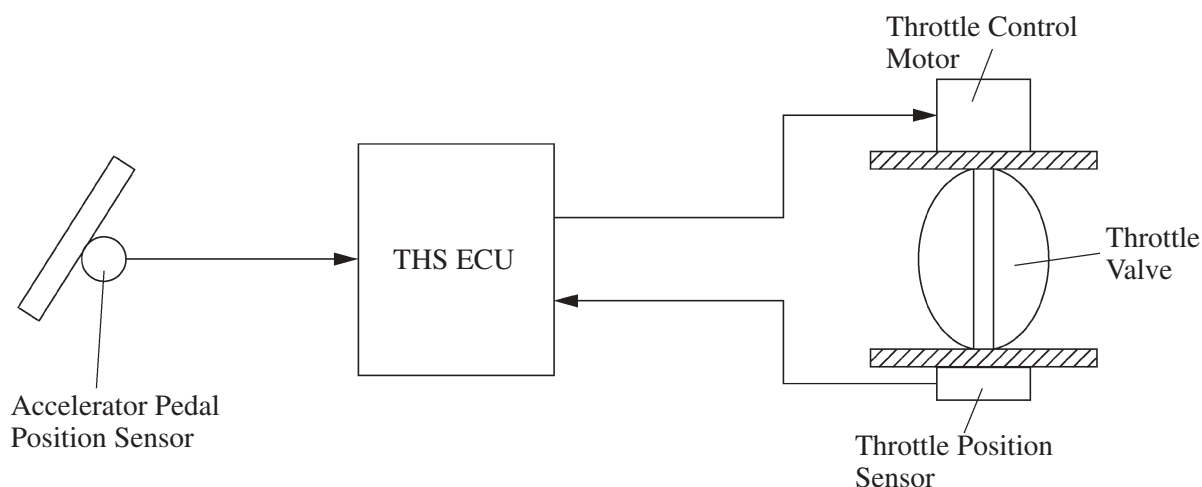 Throttle Control
Motor
THS ECU
Throttle
Valve
Accelerator Pedal
Position Sensor
Throttle Position
Sensor